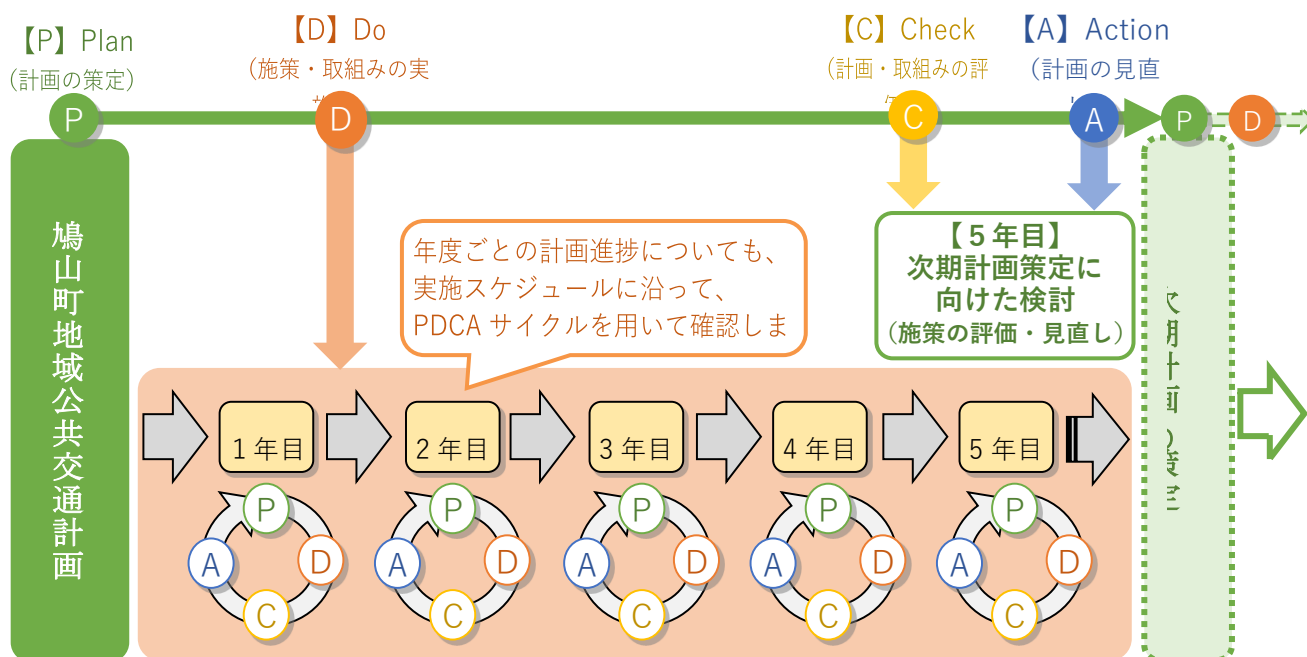 【P】Plan
（計画の策定）
【D】Do
（施策・取組みの実
【C】Check
（計画・取組みの評
【A】Action
（計画の見直
P
D
C
A
P
D
鳩山町地域公共交通計画
年度ごとの計画進捗についても、
実施スケジュールに沿って、
PDCA サイクルを用いて確認しま
【５年目】
次期計画策定に
向けた検討
（施策の評価・見直し）
1 年目
2 年目
3 年目
4 年目
5 年目
P
D
C
A
P
D
C
A
P
D
C
A
P
D
C
A
P
D
C
A